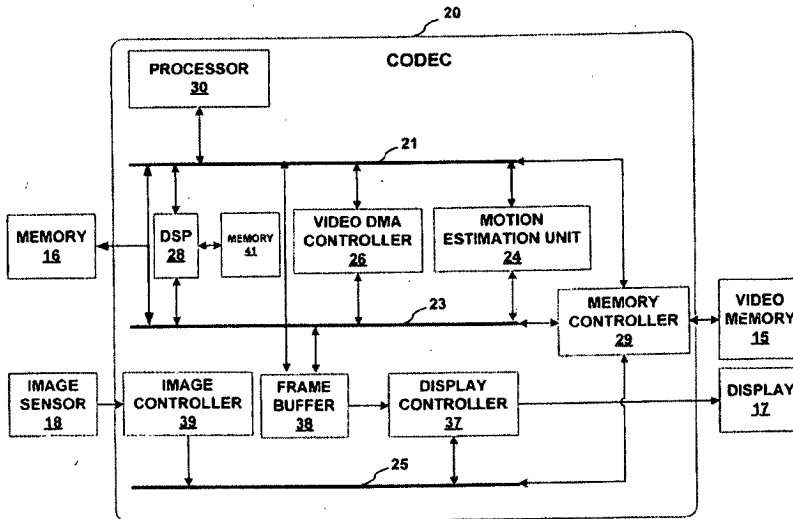 20
CODEC
PROCESSOR
30
21
MEMORY
16
DSP
28
MEMORY
41
VIDEO DMA
CONTROLLER
26
MOTION
ESTIMATION UNIT
24
23
MEMORY
CONTROLLER
29
VIDEO
MEMORY
15
IMAGE
SENSOR
18
IMAGE
CONTROLLER
39
FRAME
BUFFER
38
DISPLAY
CONTROLLER
37
DISPLAY
17
25